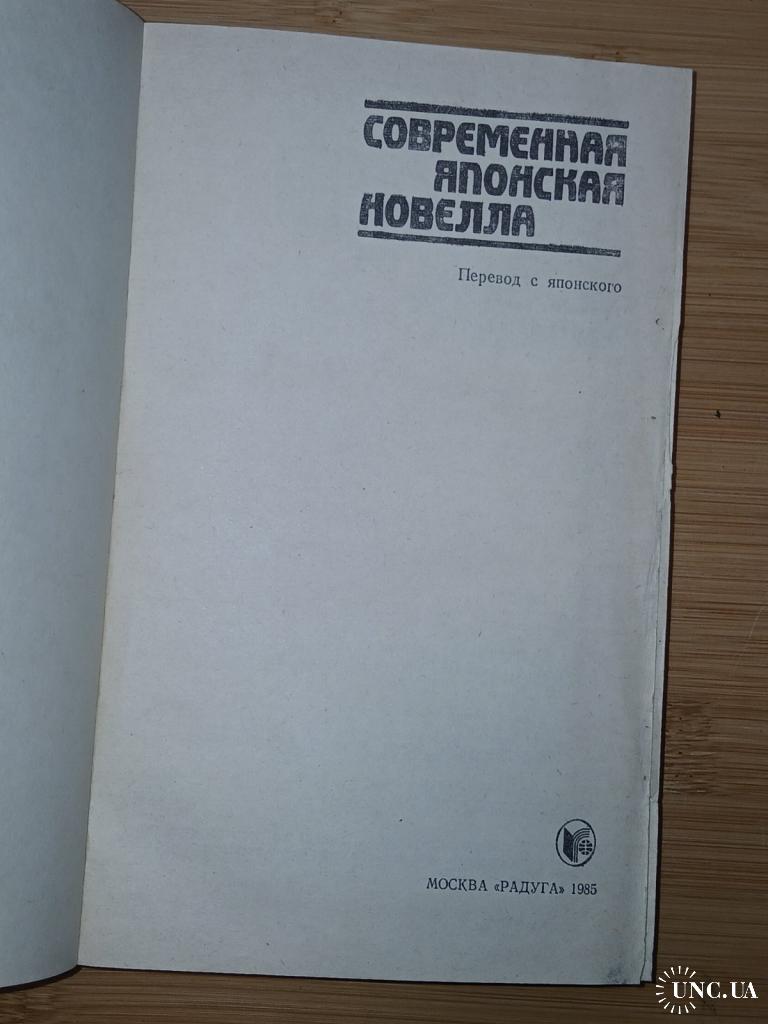 СОВРЕМЕННАЯ
ЯПОНСКАЯ
НОВЕЛЛА
Перевод с японского
МОСКВА «РАДУГА» 1985
UNC.UA